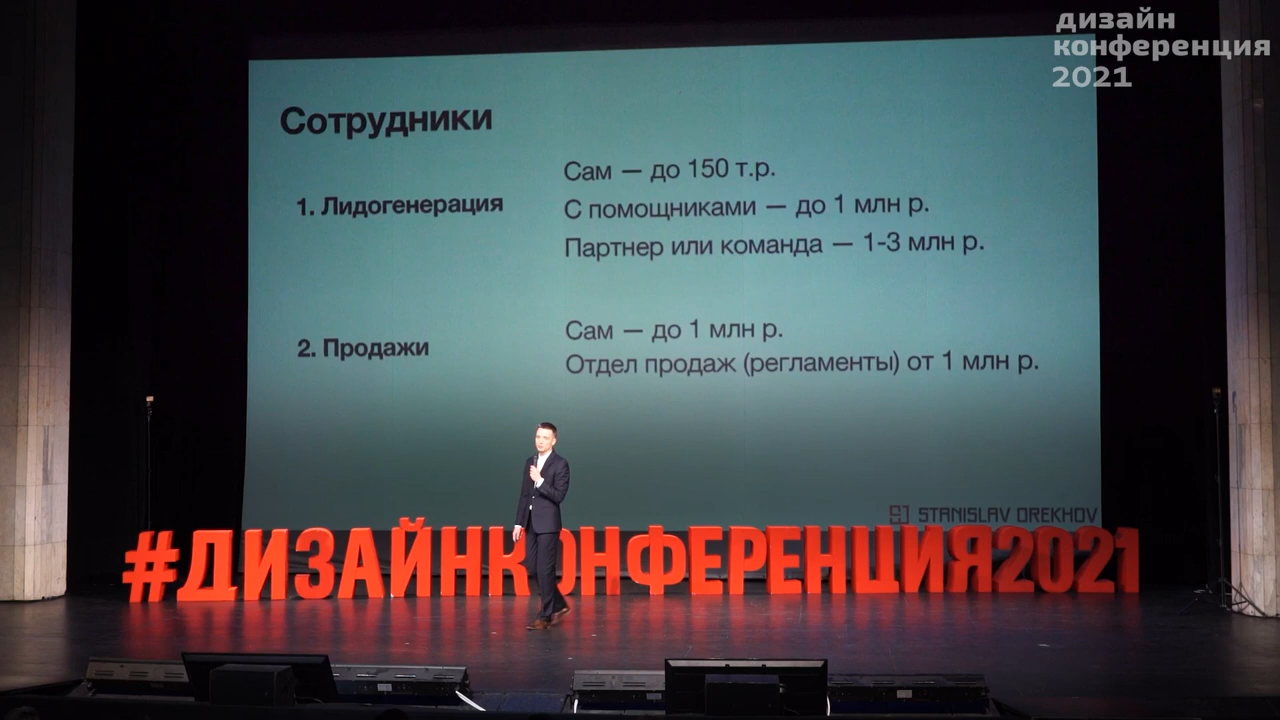 дизайн
конференция
2021
Сотрудники
1. Лидогенерация
Сам — до 150 т.р.
С помощниками — до 1 млн р.
Партнер или команда — 1-3 млн р.
2. Продажи
Сам — до 1 млн р.
Отдел продаж (регламенты) от 1 млн р.
STANISLAV OREKHOV
#ДИЗАЙНКОНФЕРЕНЦИЯ2021